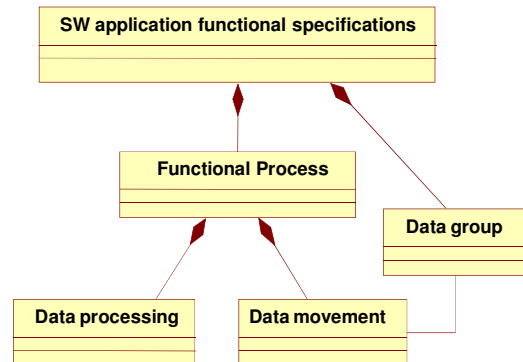 SW application functional specifications
Functional Process
Data group
Data processing
Data movement